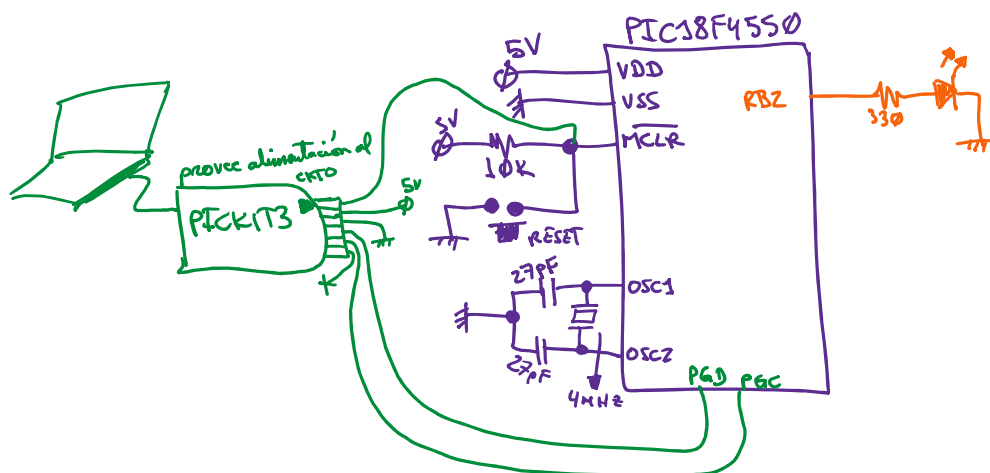 PIC18F4550
5V
VDD
VSS
RB2
330
5V
MCLR
10K
provee alimentación al
CKTO
5V
PICKIT3
RESET
27pF
OSC1
OSC2
27pF
4MHz
PGD
PGC